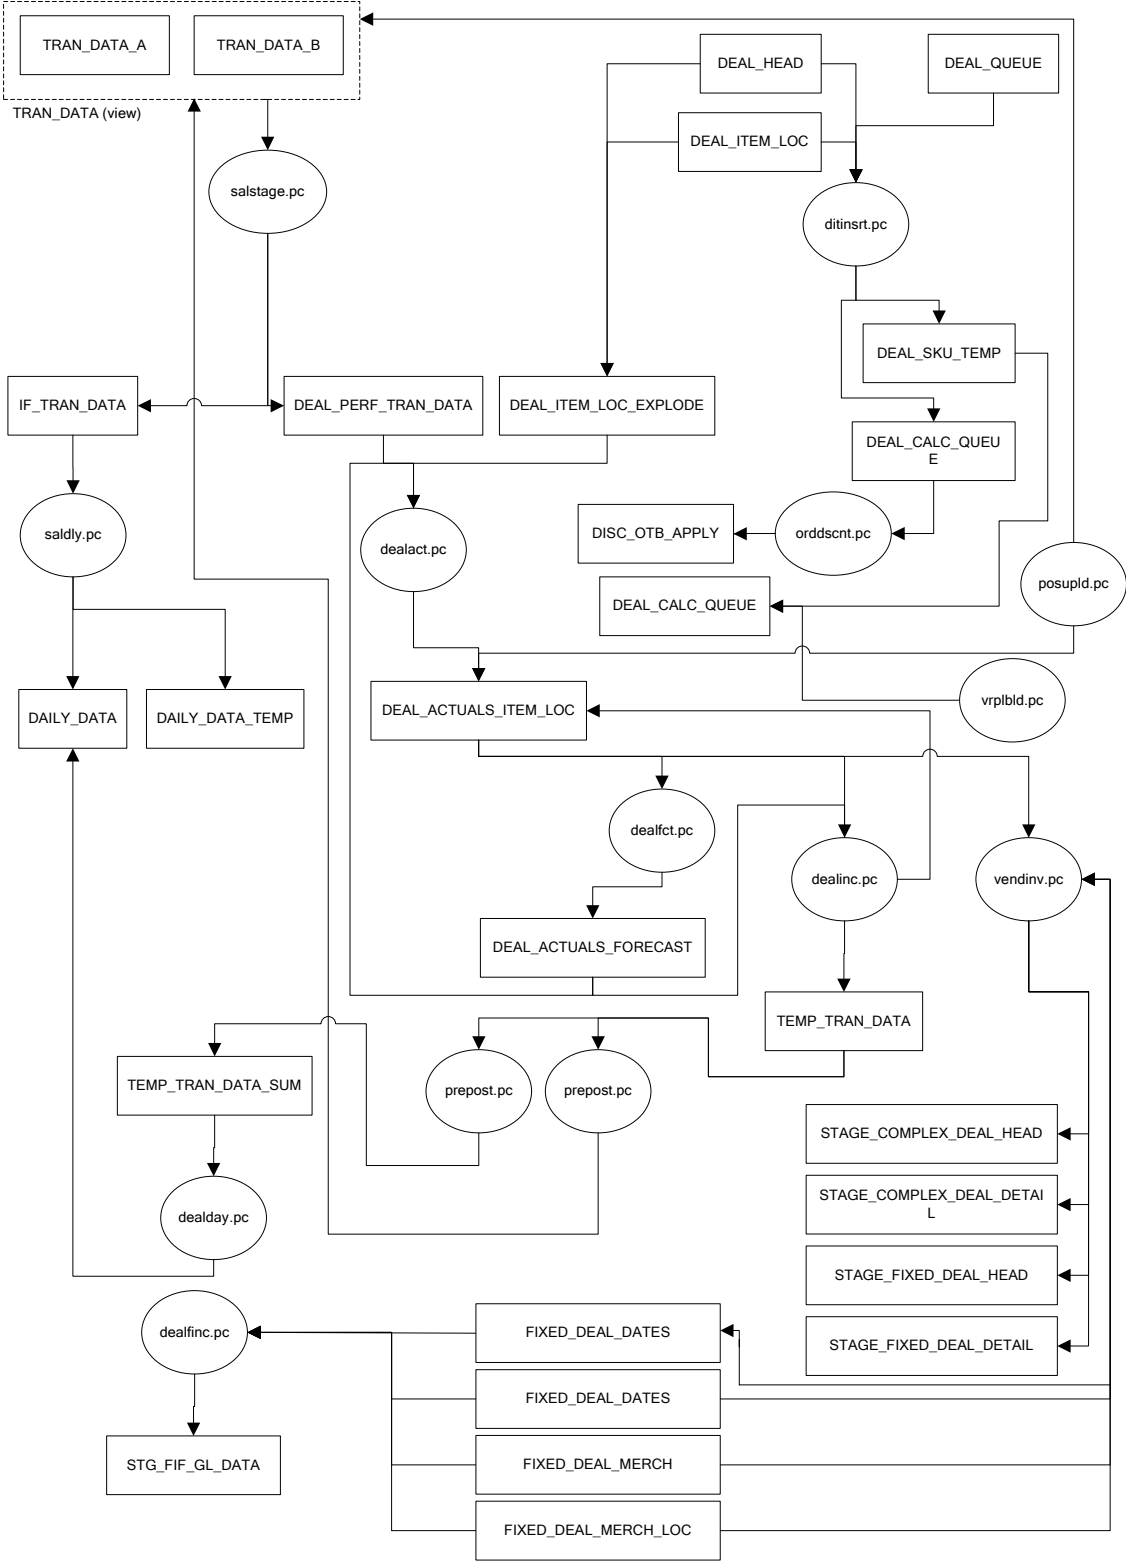 TRAN_DATA_A
TRAN_DATA_B
TRAN_DATA (view)
DEAL_HEAD
DEAL_QUEUE
DEAL_ITEM_LOC
salstage.pc
ditinsrt.pc
DEAL_SKU_TEMP
IF_TRAN_DATA
DEAL_PERF_TRAN_DATA
DEAL_ITEM_LOC_EXPLODE
DEAL_CALC_QUEU
E
saldly.pc
dealact.pc
DISC_OTB_APPLY
orddscnt.pc
posupld.pc
DEAL_CALC_QUEUE
DAILY_DATA
DAILY_DATA_TEMP
DEAL_ACTUALS_ITEM_LOC
vrplbld.pc
dealfct.pc
dealinc.pc
vendinv.pc
DEAL_ACTUALS_FORECAST
TEMP_TRAN_DATA
TEMP_TRAN_DATA_SUM
prepost.pc
prepost.pc
STAGE_COMPLEX_DEAL_HEAD
STAGE_COMPLEX_DEAL_DETAI
L
dealday.pc
STAGE_FIXED_DEAL_HEAD
dealfinc.pc
FIXED_DEAL_DATES
STAGE_FIXED_DEAL_DETAIL
FIXED_DEAL_DATES
STG_FIF_GL_DATA
FIXED_DEAL_MERCH
FIXED_DEAL_MERCH_LOC